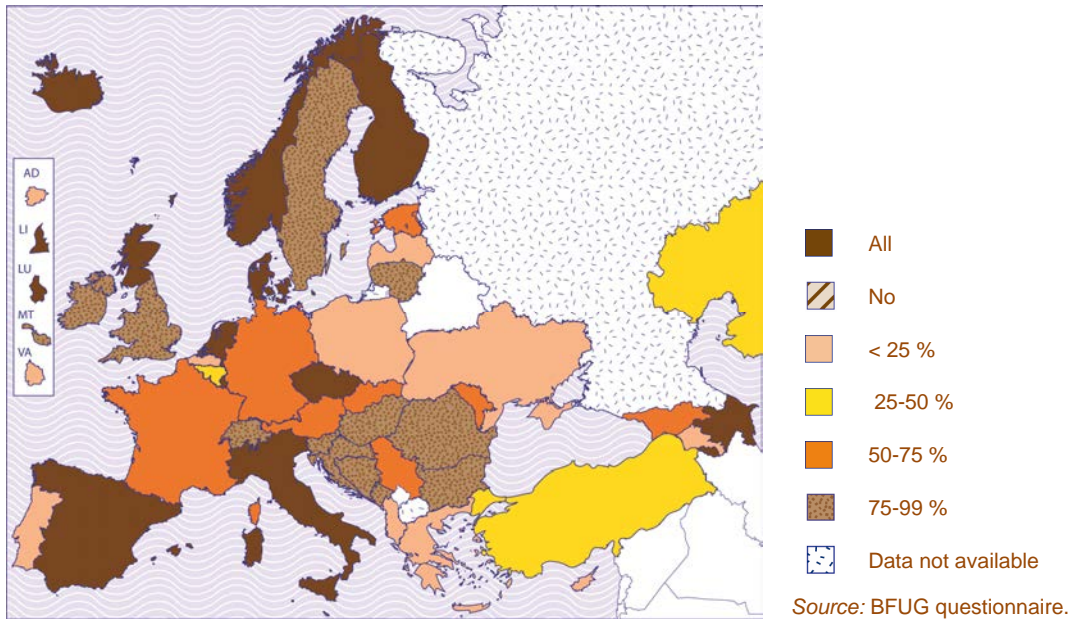 AD
LI
LU
MT
VA
All
No
< 25 %
25-50 %
50-75 %
75-99 %
Data not available
Source: BFUG questionnaire.